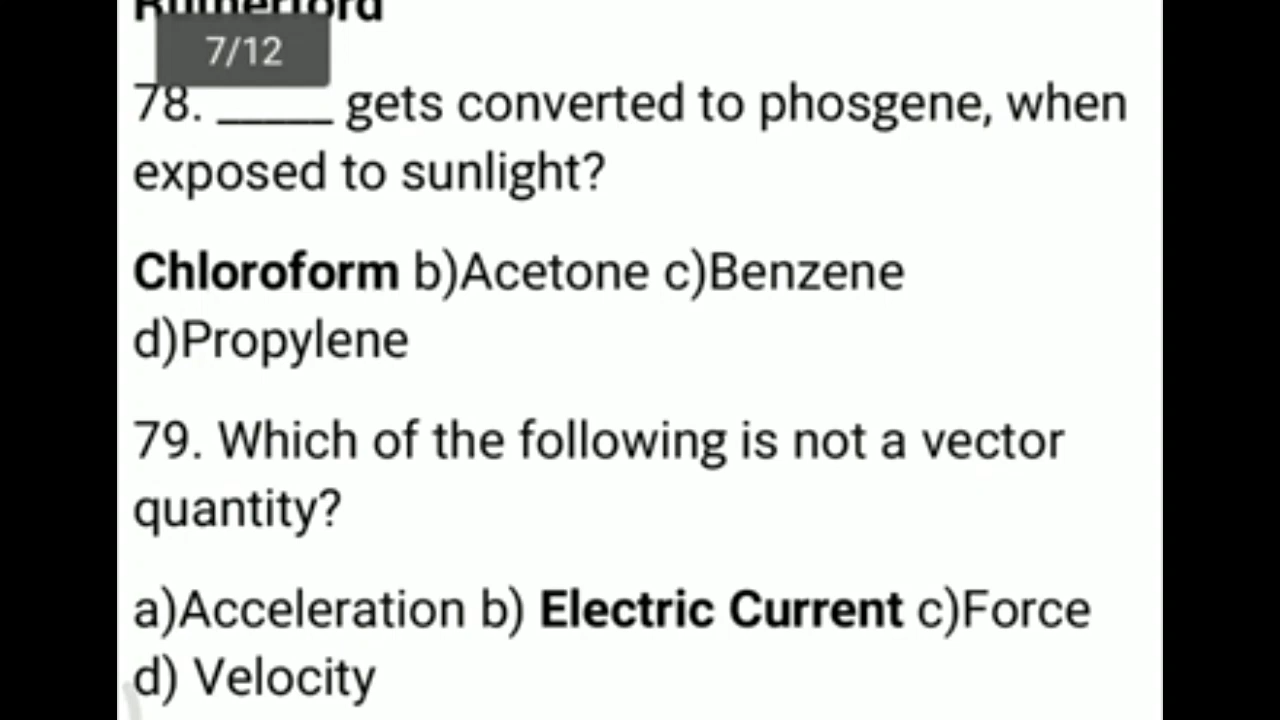 Rutherford
7/12
78. _____ gets converted to phosgene, when
exposed to sunlight?
Chloroform b)Acetone c)Benzene
d)Propylene
79. Which of the following is not a vector
quantity?
a)Acceleration b) Electric Current c)Force
d) Velocity